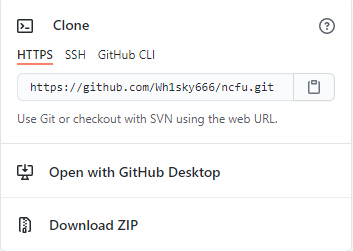 Clone
HTTPS SSH GitHub CLI
https://github.com/Wh1sky666/ncfu.git
Use Git or checkout with SVN using the web URL.
Open with GitHub Desktop
Download ZIP